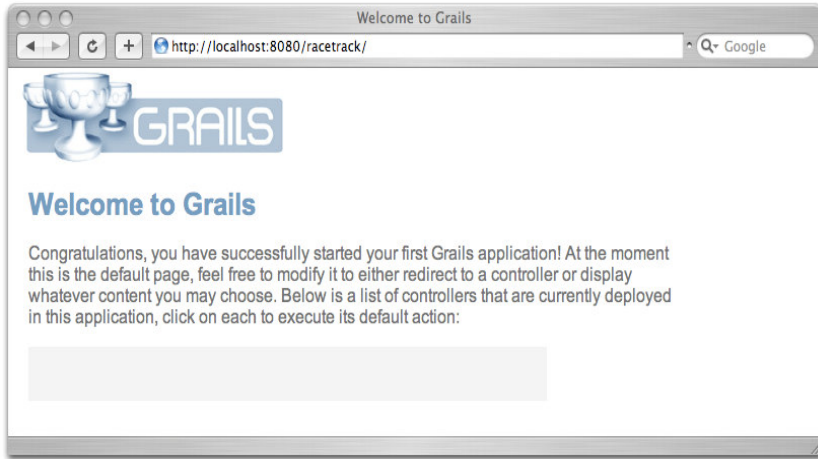 Welcome to Grails
http://localhost:8080/racetrack/
Google
GRAILS
Welcome to Grails
Congratulations, you have successfully started your first Grails application! At the moment
this is the default page, feel free to modify it to either redirect to a controller or display
whatever content you may choose. Below is a list of controllers that are currently deployed
in this application, click on each to execute its default action: